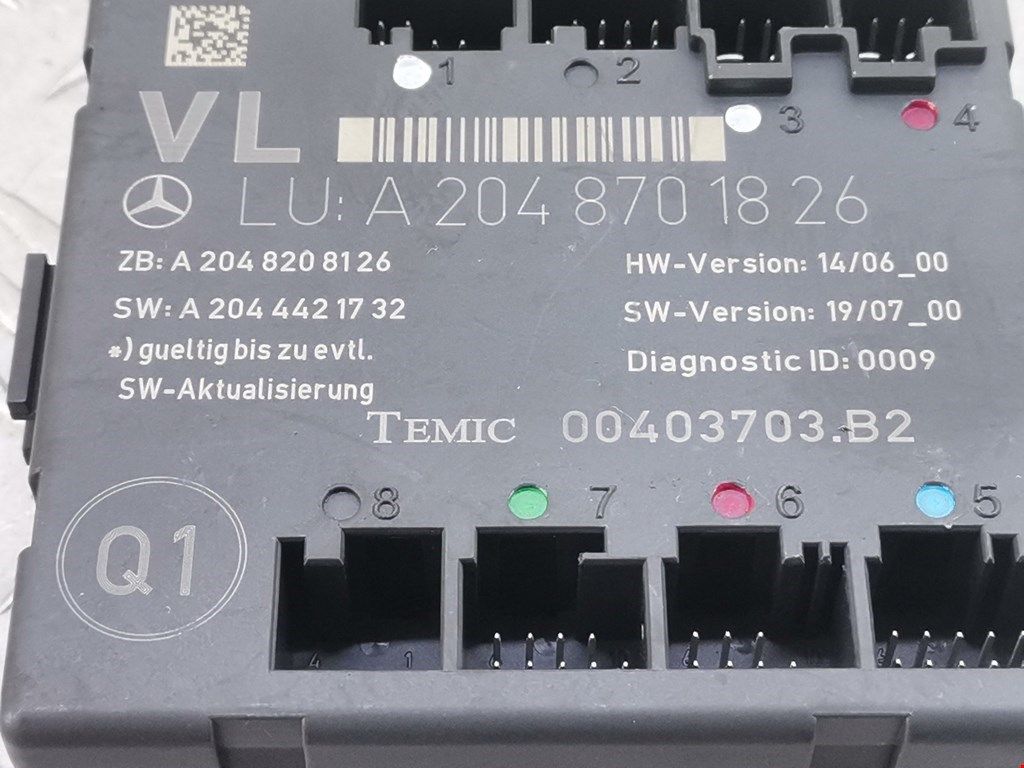 1 2
VL
3 4
LU: A 204 870 18 26
ZB: A 204 820 81 26
HW-Version: 14/06_00
SW: A 204 442 17 32
SW-Version: 19/07_00
*) gueltig bis zu evtl.
SW-Aktualisierung
Diagnostic ID: 0009
TEMIC 00403703.B2
8 7 6 5
Q1
4 1